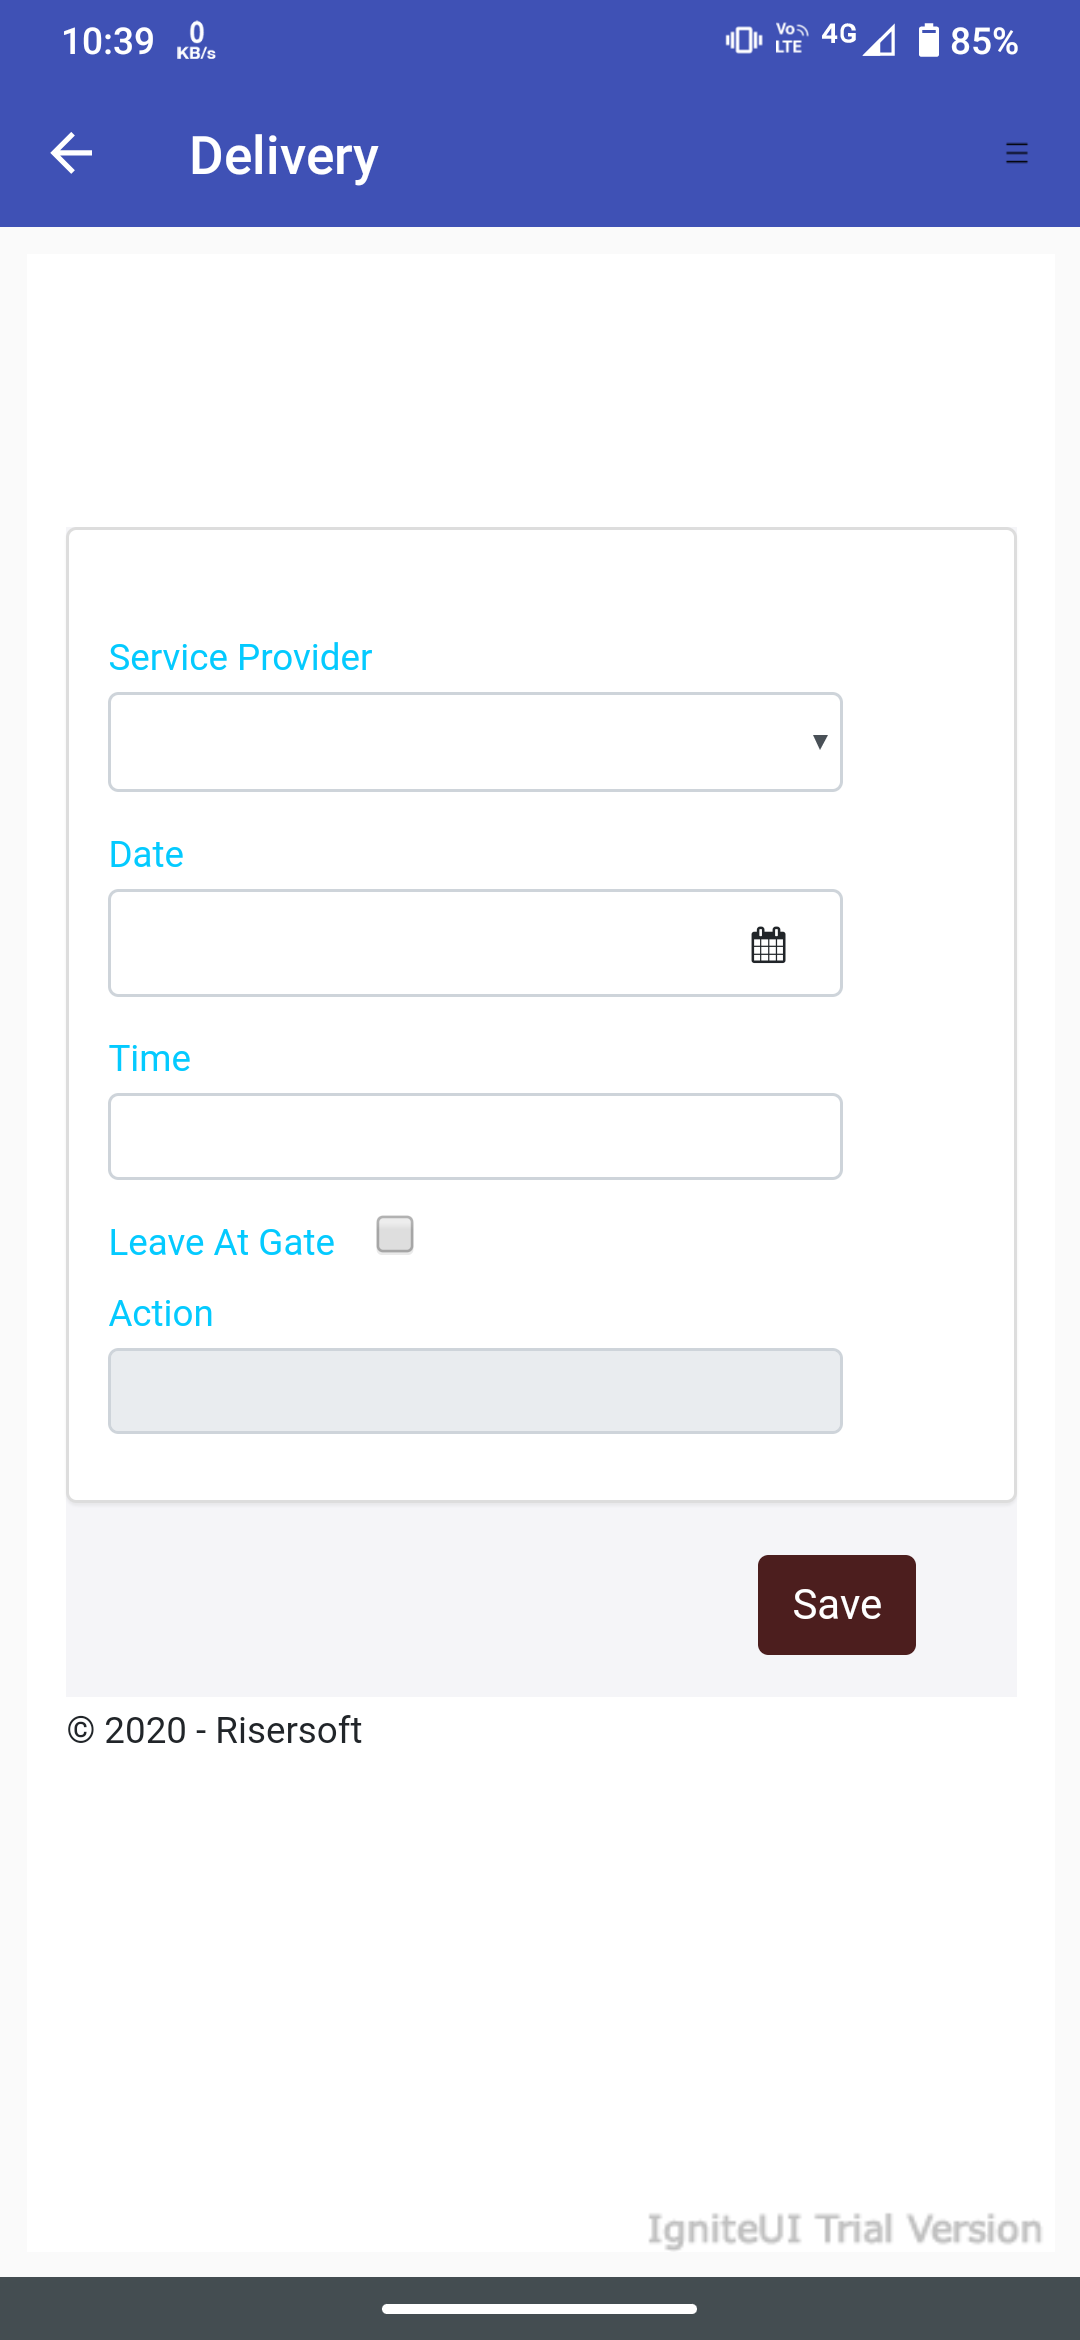 10:39 0 KB/s Vo LTE 4G 85%
Delivery
Service Provider
Date
Time
Leave At Gate
Action
Save
© 2020 - Risersoft
IgniteUI Trial Version